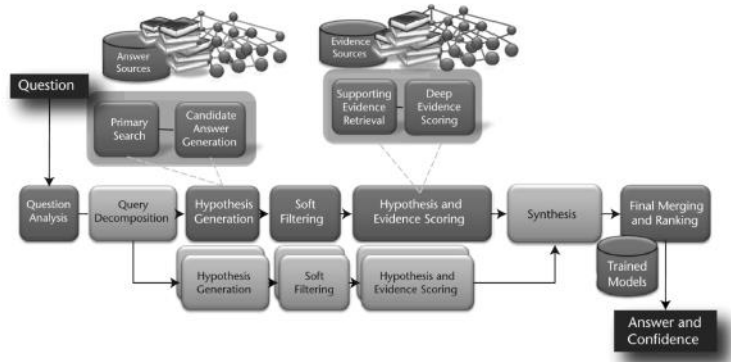 Answer
Sources
Evidence
Sources
Question
Primary
Search
Candidate
Answer
Generation
Supporting
Evidence
Retrieval
Deep
Evidence
Scoring
Question
Analysis
Query
Decomposition
Hypothesis
Generation
Soft
Filtering
Hypothesis and
Evidence Scoring
Synthesis
Final Merging
and Ranking
Trained
Models
Hypothesis
Generation
Soft
Filtering
Hypothesis and
Evidence Scoring
Answer and
Confidence